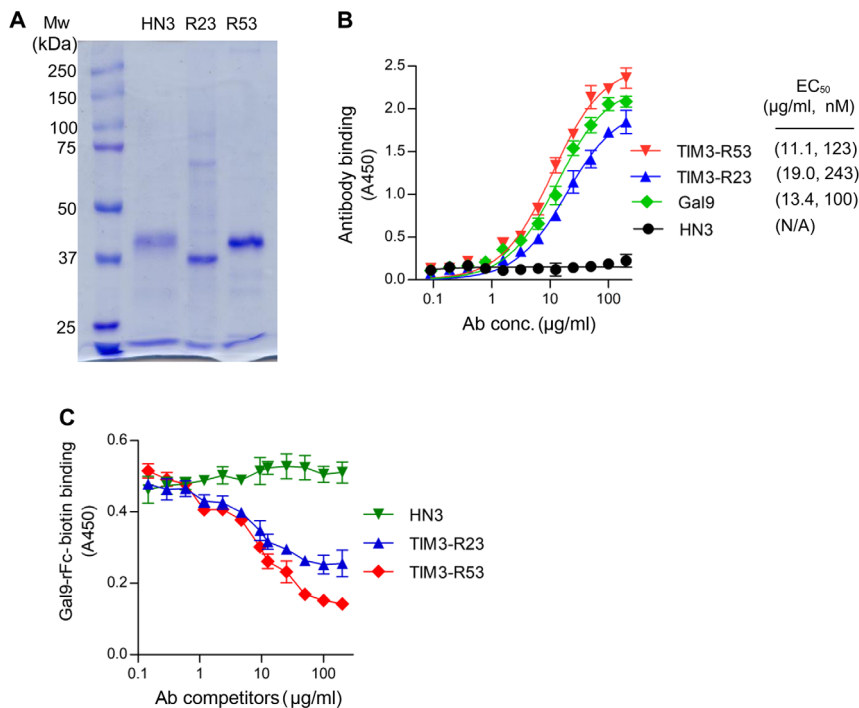 A
Mw
(kDa)
HN3 R23 R53
250
150
100
75
50
37
25
B
Antibody binding
(A450)
2.5
2.0
1.5
1.0
0.5
0.0
0.1 1 10 100
Ab conc. (µg/ml)
TIM3-R53
TIM3-R23
Gal9
HN3
EC50
(µg/ml, nM)
(11.1, 123)
(19.0, 243)
(13.4, 100)
(N/A)
C
Gal9-rFc-biotin binding
(A450)
0.6
0.4
0.2
0.0
0.1 1 10 100
Ab competitors (µg/ml)
HN3
TIM3-R23
TIM3-R53